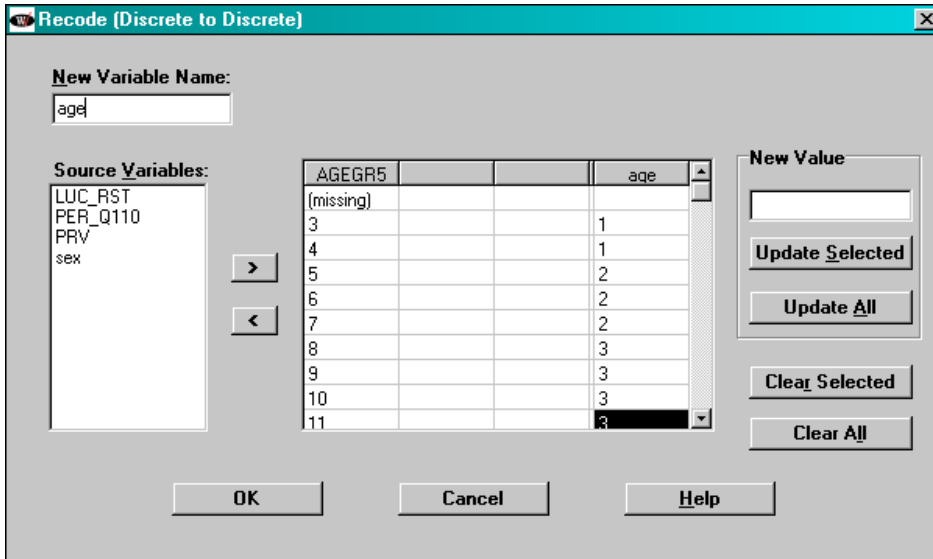 Recode (Discrete to Discrete)
New Variable Name:
age
Source Variables:
LUC_RST
PER_Q110
PRV
sex
>
<
AGEGR5 age
(missing)
3 1
4 1
5 2
6 2
7 2
8 3
9 3
10 3
11 3
New Value
Update Selected
Update All
Clear Selected
Clear All
OK Cancel Help